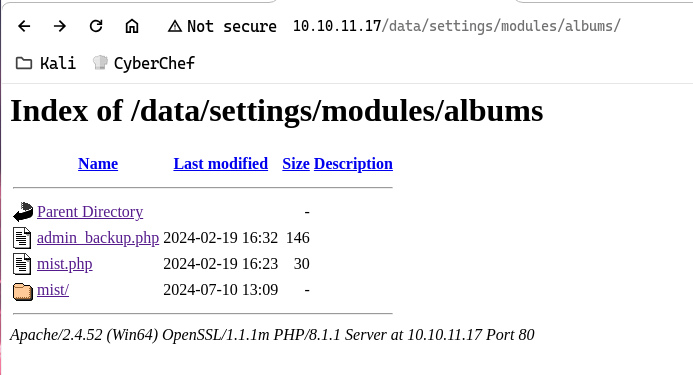 Not secure 10.10.11.17/data/settings/modules/albums/
Kali CyberChef
Index of /data/settings/modules/albums
Name Last modified Size Description
Parent Directory -
admin_backup.php 2024-02-19 16:32 146
mist.php 2024-02-19 16:23 30
mist/ 2024-07-10 13:09 -
Apache/2.4.52 (Win64) OpenSSL/1.1.1m PHP/8.1.1 Server at 10.10.11.17 Port 80